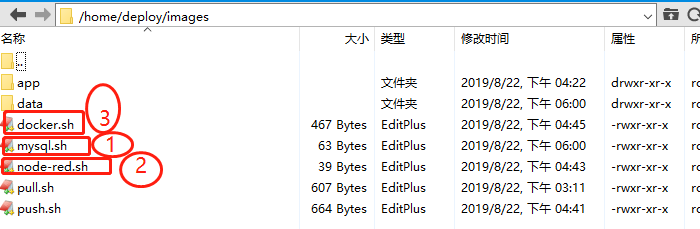 /home/deploy/images
名称 大小 类型 修改时间 属性
..
app 文件夹 2019/8/22, 下午 04:22 drwxr-xr-x
data 文件夹 2019/8/22, 下午 06:00 drwxr-xr-x
docker.sh 3 467 Bytes EditPlus 2019/8/22, 下午 04:45 -rwxr-xr-x
mysql.sh 1 63 Bytes EditPlus 2019/8/22, 下午 06:00 -rwxr-xr-x
node-red.sh 2 39 Bytes EditPlus 2019/8/22, 下午 04:43 -rwxr-xr-x
pull.sh 607 Bytes EditPlus 2019/8/22, 下午 03:11 -rwxr-xr-x
push.sh 664 Bytes EditPlus 2019/8/22, 下午 04:41 -rwxr-xr-x